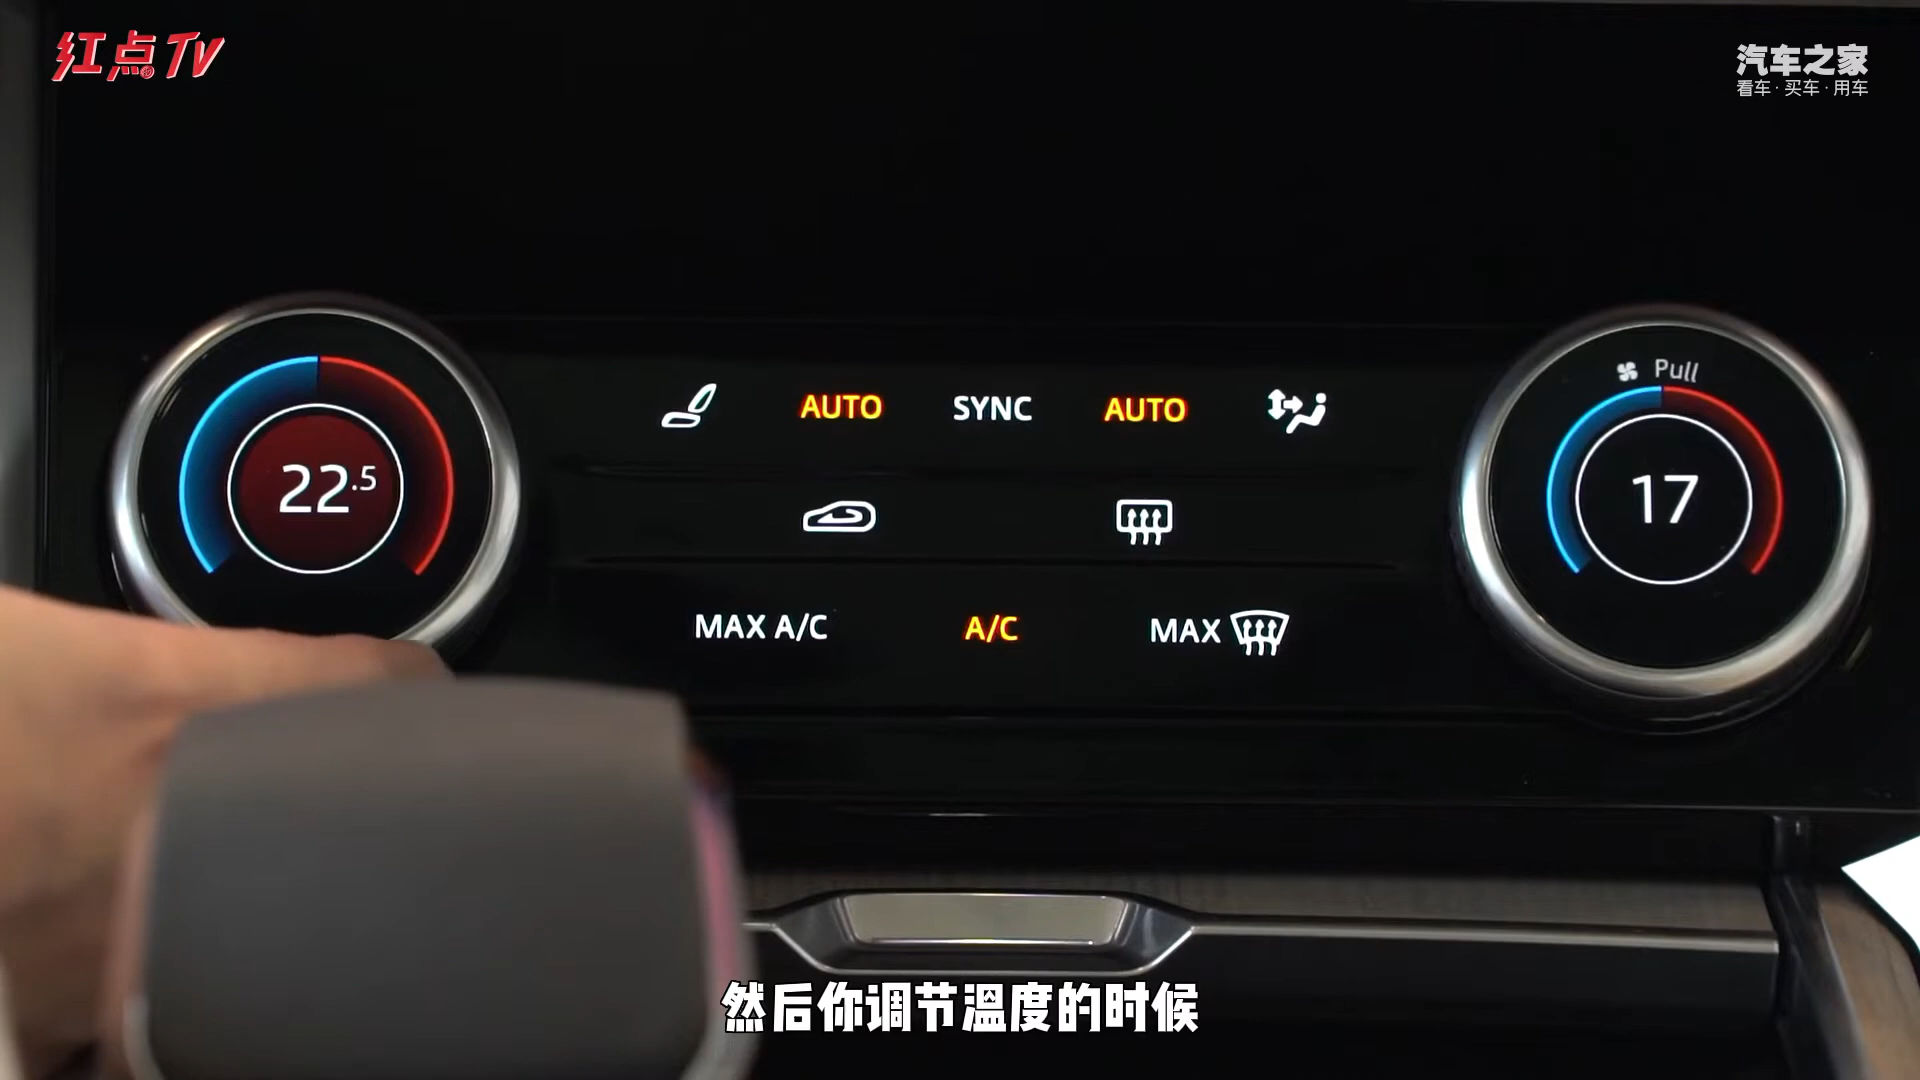 红点TV
汽车之家
看车·买车·用车
Pull
AUTO SYNC AUTO
22.5
17
MAX A/C A/C MAX
然后你调节温度的时候